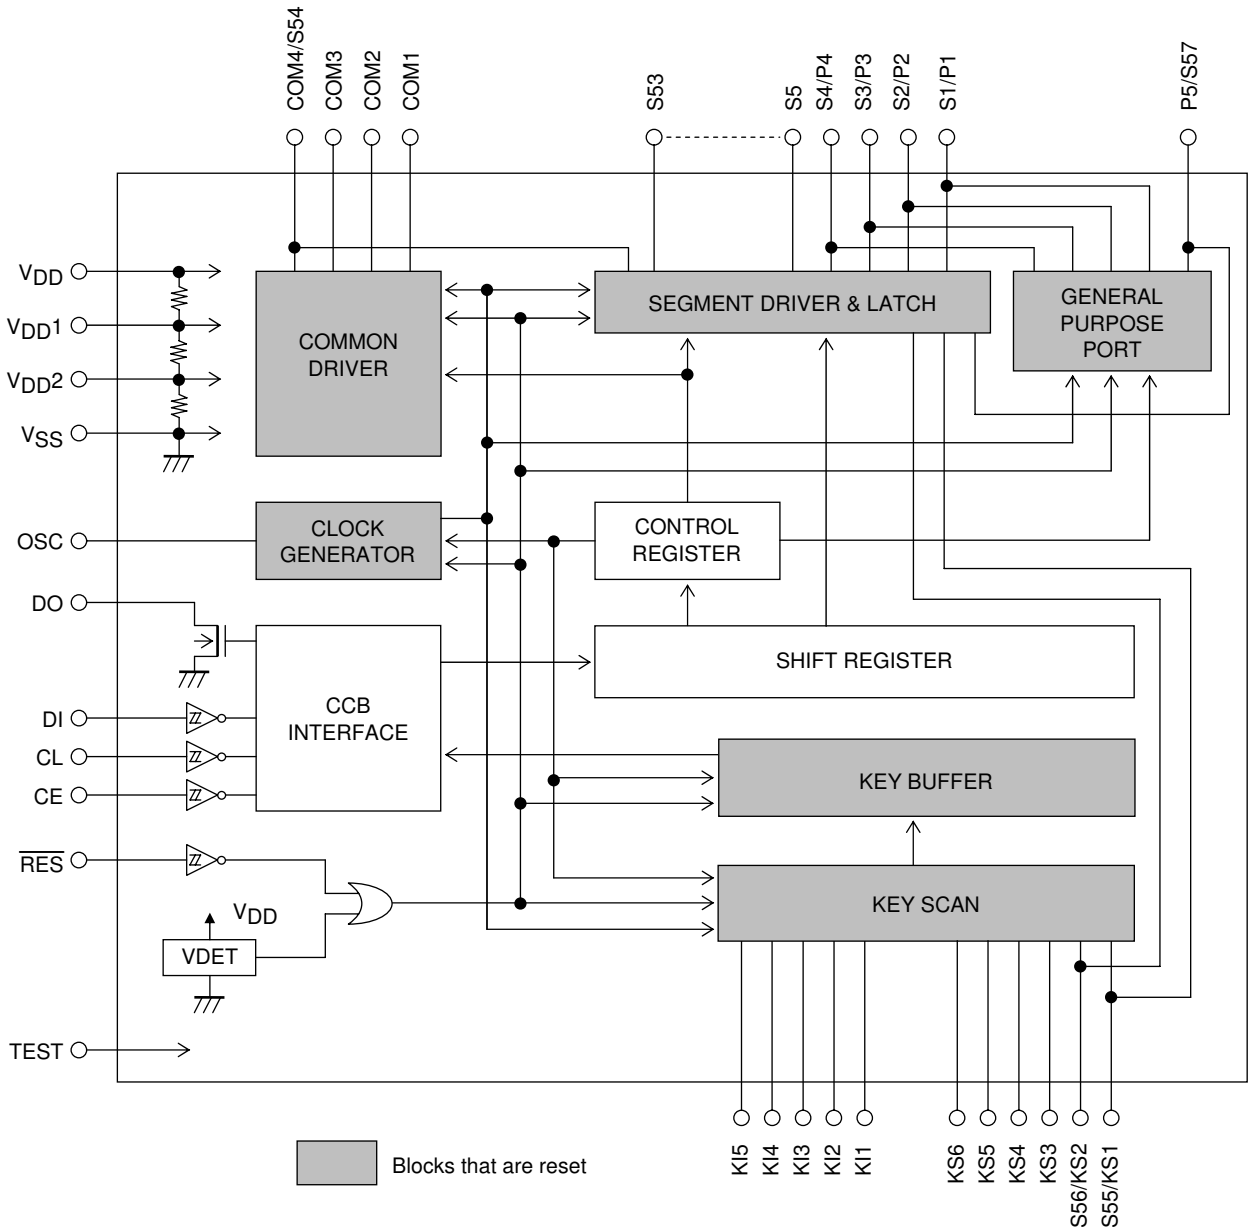 COM4/S54
COM3
COM2
COM1
S53
S5
S4/P4
S3/P3
S2/P2
S1/P1
P5/S57
VDD
VDD1
VDD2
VSS
COMMON
DRIVER
SEGMENT DRIVER & LATCH
GENERAL
PURPOSE
PORT
OSC
CLOCK
GENERATOR
CONTROL
REGISTER
DO
SHIFT REGISTER
CCB
INTERFACE
DI
CL
CE
KEY BUFFER
RES
VDD
VDET
KEY SCAN
TEST
KI5
KI4
KI3
KI2
KI1
KS6
KS5
KS4
KS3
S56/KS2
S55/KS1
Blocks that are reset